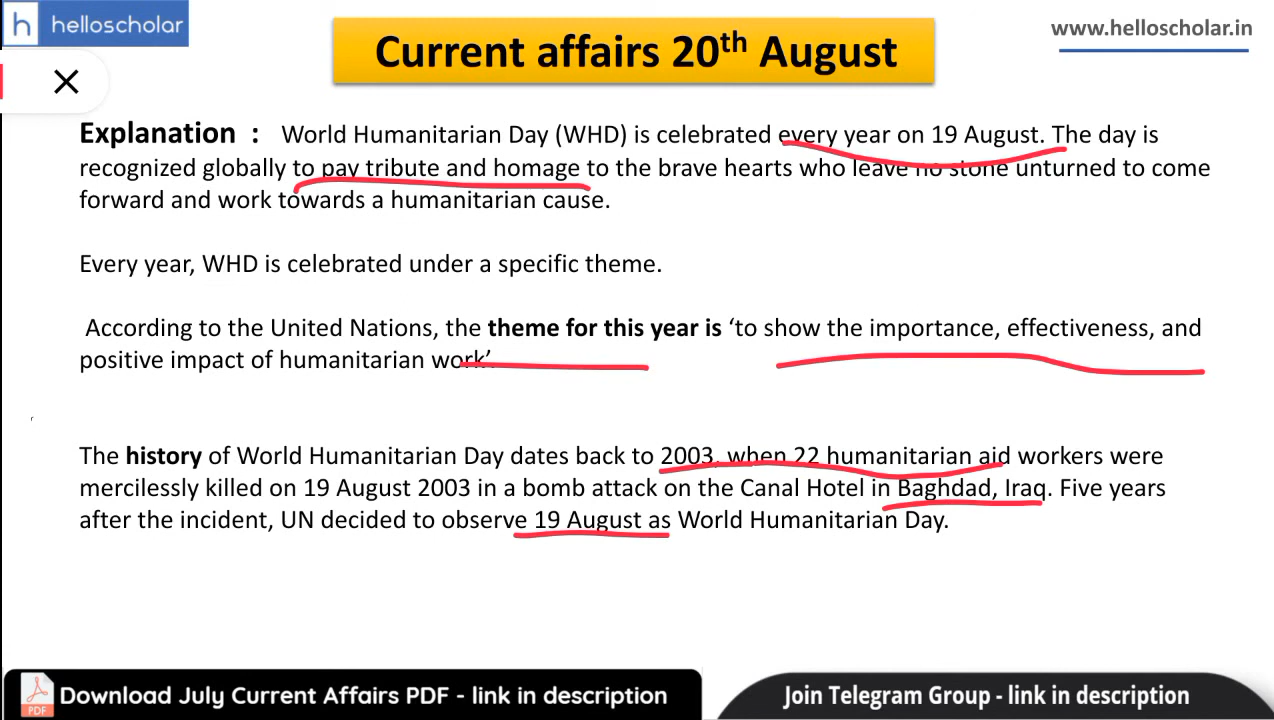 helloscholar
www.helloscholar.in
Current affairs 20th August
Explanation : World Humanitarian Day (WHD) is celebrated every year on 19 August. The day is
recognized globally to pay tribute and homage to the brave hearts who leave no stone unturned to come
forward and work towards a humanitarian cause.
Every year, WHD is celebrated under a specific theme.
According to the United Nations, the theme for this year is ‘to show the importance, effectiveness, and
positive impact of humanitarian work’
The history of World Humanitarian Day dates back to 2003, when 22 humanitarian aid workers were
mercilessly killed on 19 August 2003 in a bomb attack on the Canal Hotel in Baghdad, Iraq. Five years
after the incident, UN decided to observe 19 August as World Humanitarian Day.
PDF
Download July Current Affairs PDF - link in description
Join Telegram Group - link in description